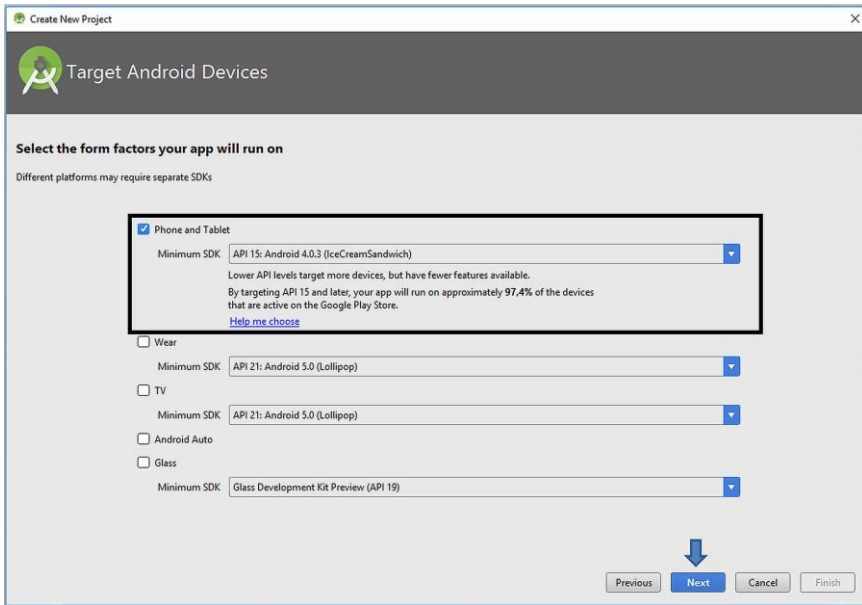 Create New Project
Target Android Devices
Select the form factors your app will run on
Different platforms may require separate SDKs
Phone and Tablet
Minimum SDK API 15: Android 4.0.3 (IceCreamSandwich)
Lower API levels target more devices, but have fewer features available.
By targeting API 15 and later, your app will run on approximately 97,4% of the devices
that are active on the Google Play Store.
Help me choose
Wear
Minimum SDK API 21: Android 5.0 (Lollipop)
TV
Minimum SDK API 21: Android 5.0 (Lollipop)
Android Auto
Glass
Minimum SDK Glass Development Kit Preview (API 19)
Previous Next Cancel Finish